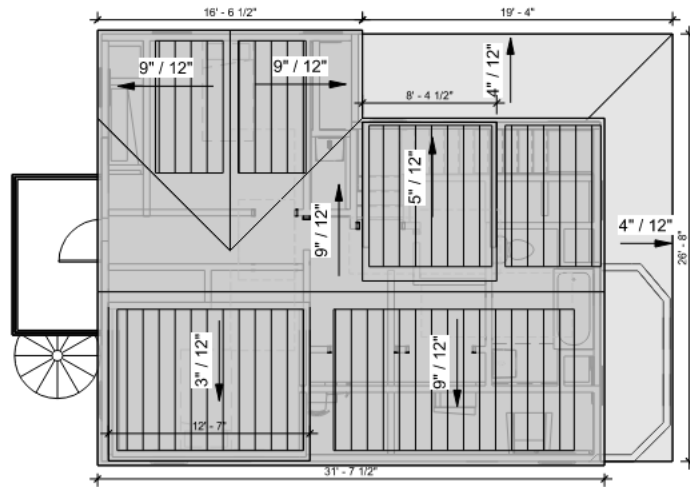 16' - 6 1/2"
19' - 4"
9" / 12"
9" / 12"
4" / 12"
8' - 4 1/2"
5" / 12"
9" / 12"
4" / 12"
26' - 8"
3" / 12"
9" / 12"
12' - 7"
31' - 7 1/2"